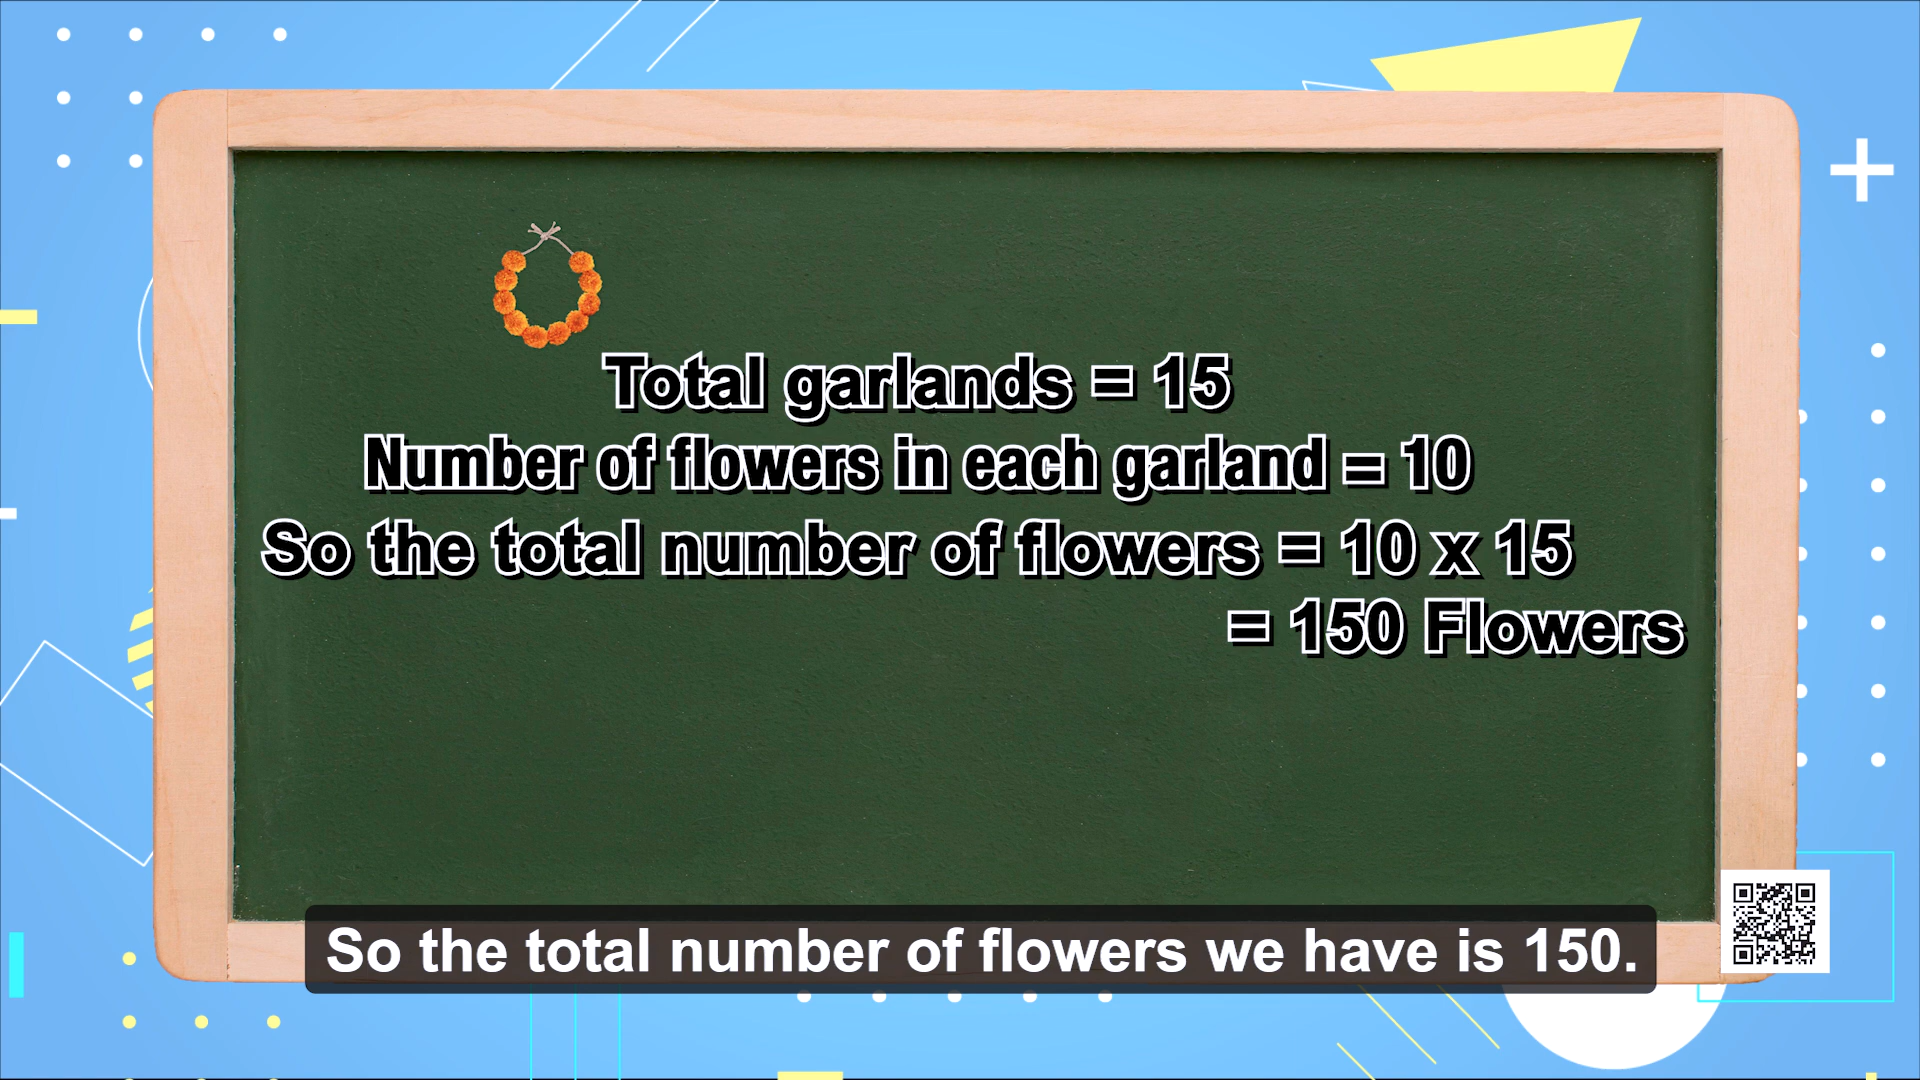 Total garlands = 15
Number of flowers in each garland = 10
So the total number of flowers = 10 x 15
= 150 Flowers
So the total number of flowers we have is 150.